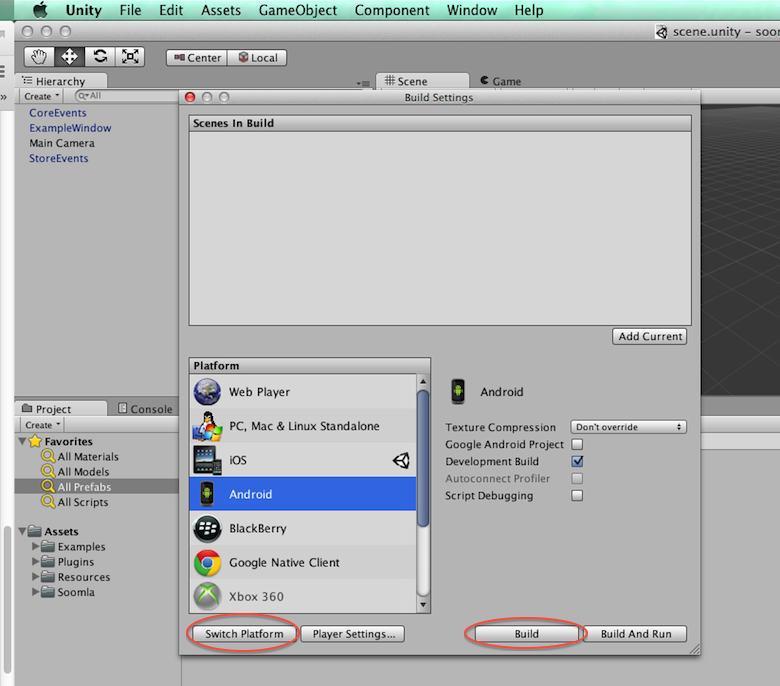 Unity File Edit Assets GameObject Component Window Help
scene.unity – soon
Center Local
Hierarchy
Scene Game
Create All
Build Settings
CoreEvents
ExampleWindow
Main Camera
StoreEvents
Scenes In Build
Add Current
Platform
Web Player
PC, Mac & Linux Standalone
iOS
Android
BlackBerry
Google Native Client
Xbox 360
Android
Texture Compression Don't override
Google Android Project
Development Build
Autoconnect Profiler
Script Debugging
Switch Platform Player Settings... Build Build And Run
Project Console
Create
Favorites
All Materials
All Models
All Prefabs
All Scripts
Assets
Examples
Plugins
Resources
Soomla